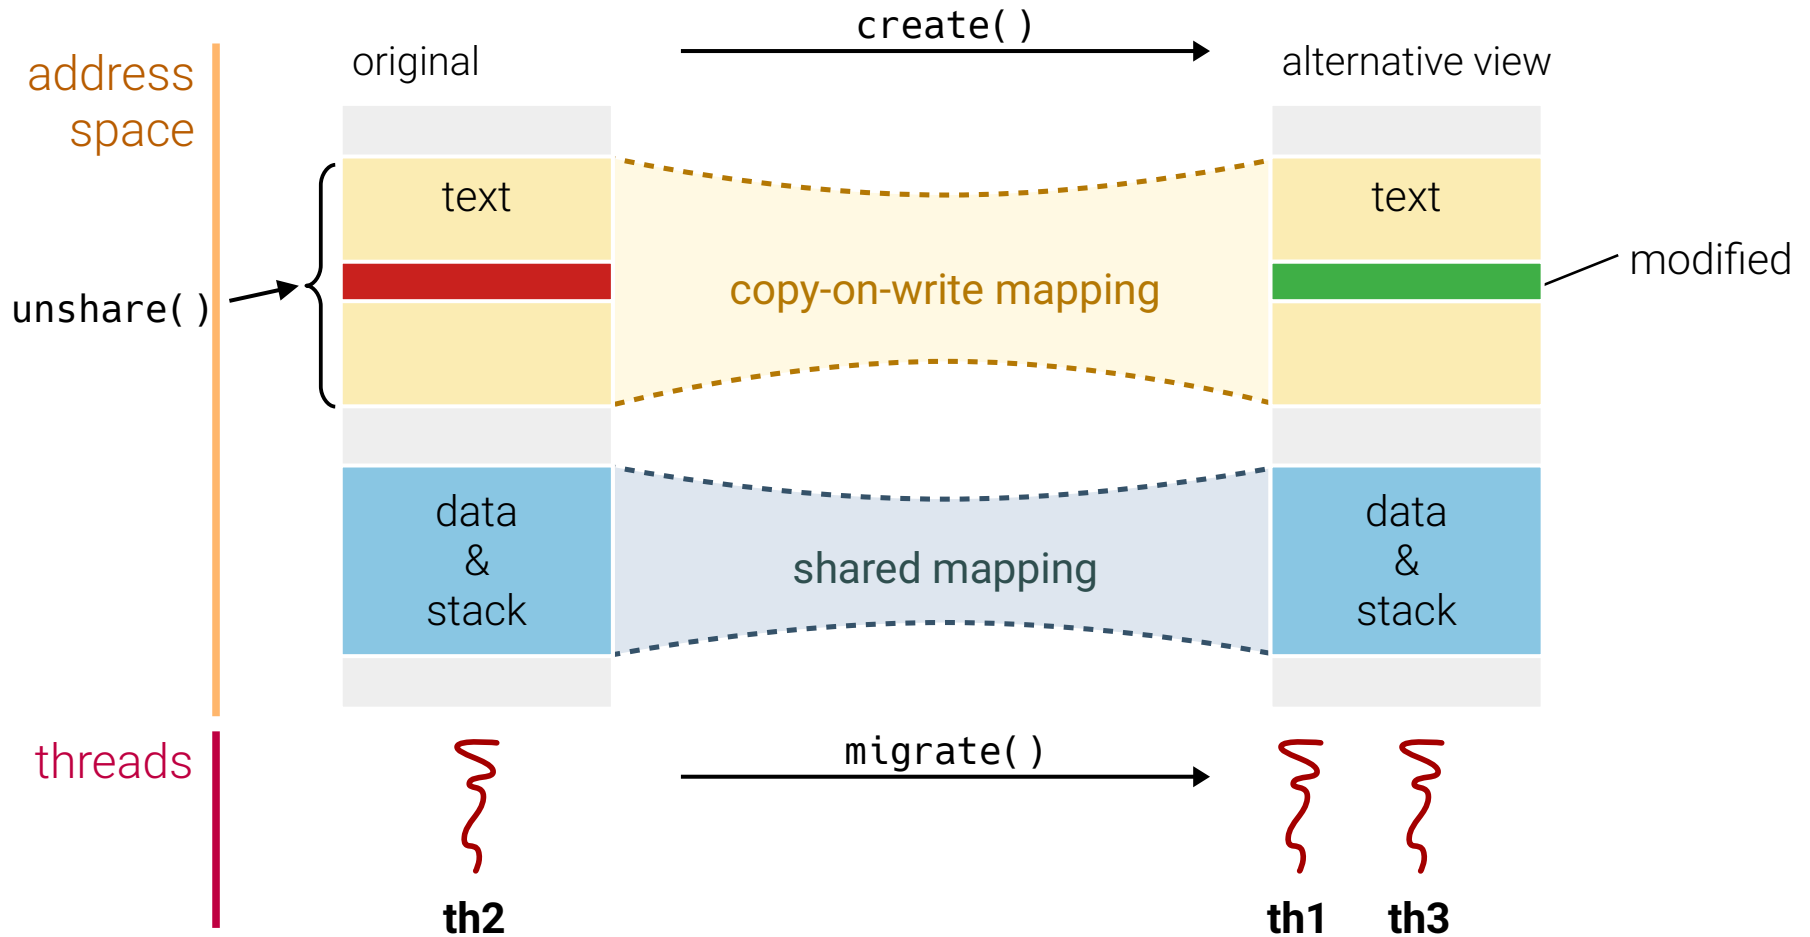 create()
original
alternative view
address
space
text
text
modified
copy-on-write mapping
unshare()
data
&
stack
data
&
stack
shared mapping
migrate()
threads
th2
th1
th3